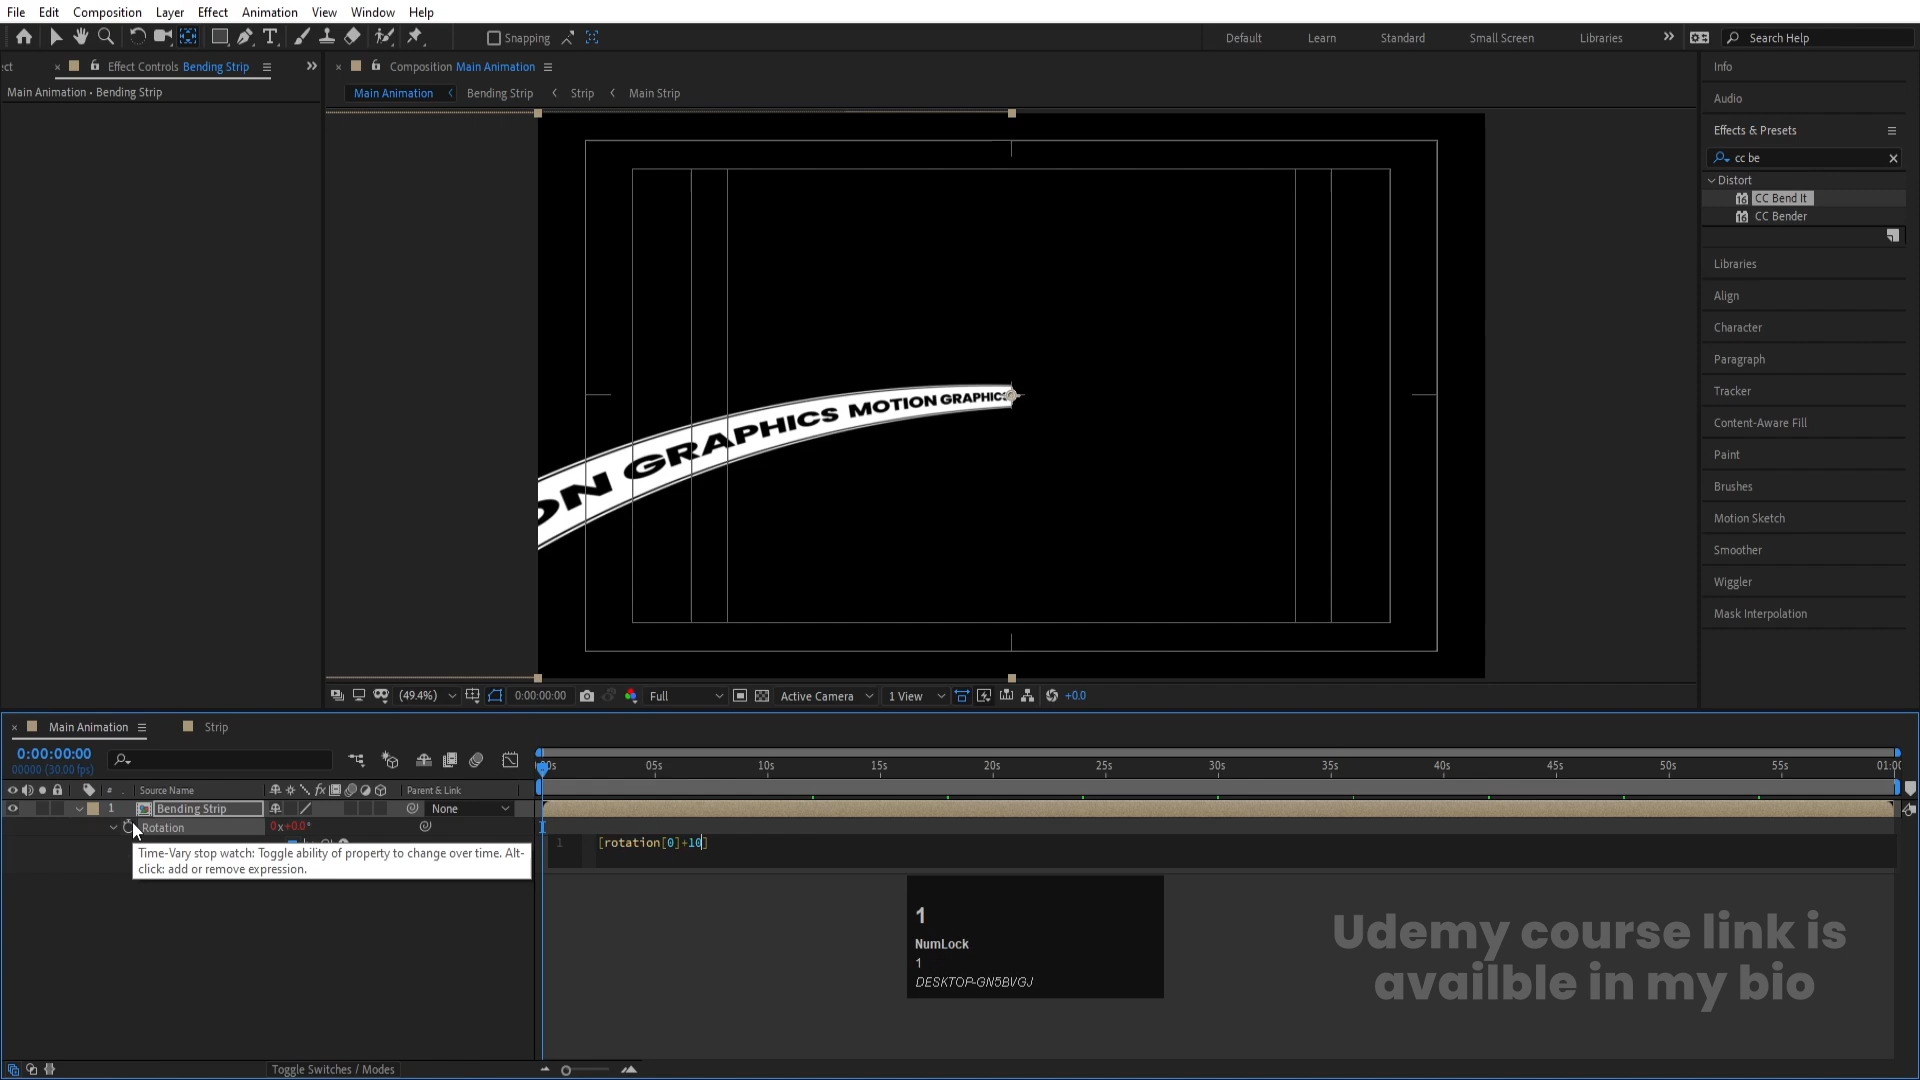 File Edit Composition Layer Effect Animation View Window Help
Snapping
Default Learn Standard Small Screen Libraries
Search Help
ct
Effect Controls Bending Strip
Composition Main Animation
Main Animation • Bending Strip
Main Animation Bending Strip Strip Main Strip
Info
Audio
Effects & Presets
cc be
Distort
CC Bend It
CC Bender
Libraries
Align
Character
Paragraph
Tracker
Content-Aware Fill
Paint
Brushes
Motion Sketch
Smoother
Wiggler
Mask Interpolation
ON GRAPHICS MOTION GRAPHICS
(49.4%) 0:00:00:00 Full Active Camera 1 View +0.0
Main Animation Strip
0:00:00:00
00000 (30.00 fps)
:00s 05s 10s 15s 20s 25s 30s 35s 40s 45s 50s 55s 01:00
# Source Name fx Parent & Link
1 Bending Strip None
Rotation 0x+0.0°
1 [rotation[0]+10]
Time-Vary stop watch: Toggle ability of property to change over time. Alt-
click: add or remove expression.
1
NumLock
1
DESKTOP-GN5BVGJ
Udemy course link is
availble in my bio
Toggle Switches / Modes